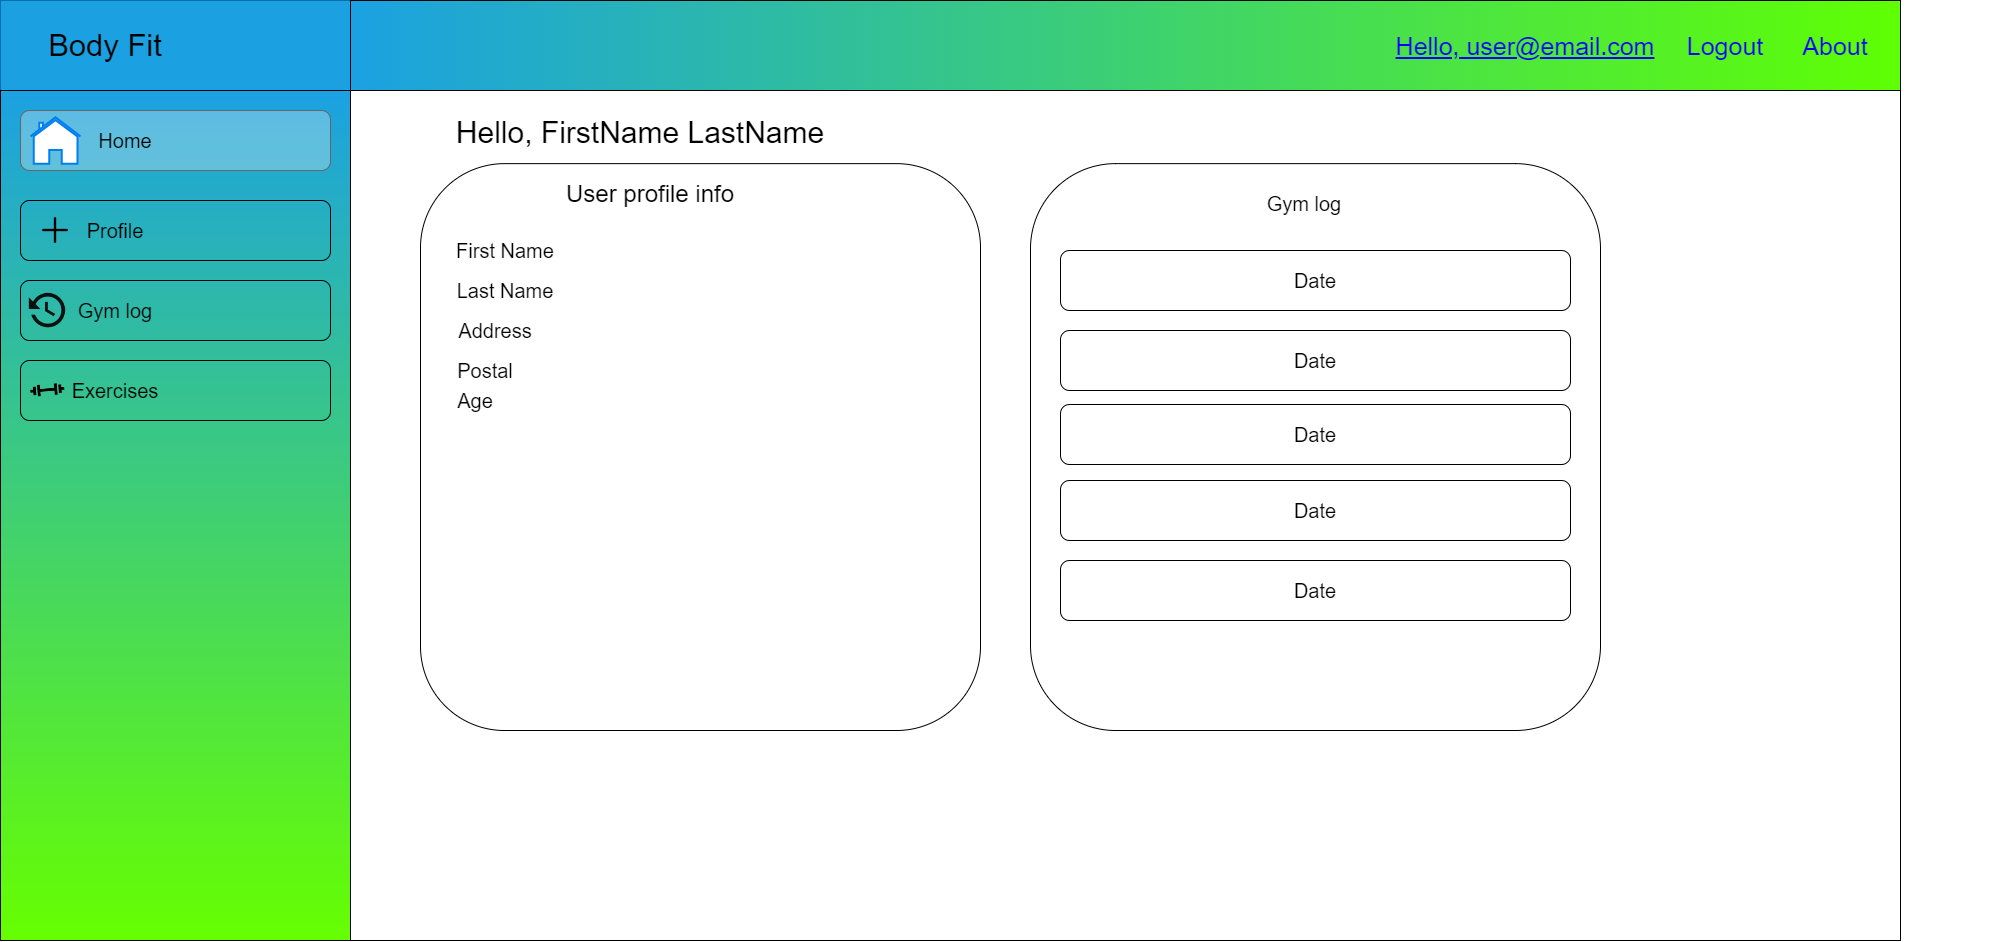 Body Fit
Hello, user@email.com
Logout
About
Home
Profile
Gym log
Exercises
Hello, FirstName LastName
User profile info
First Name
Last Name
Address
Postal
Age
Gym log
Date
Date
Date
Date
Date